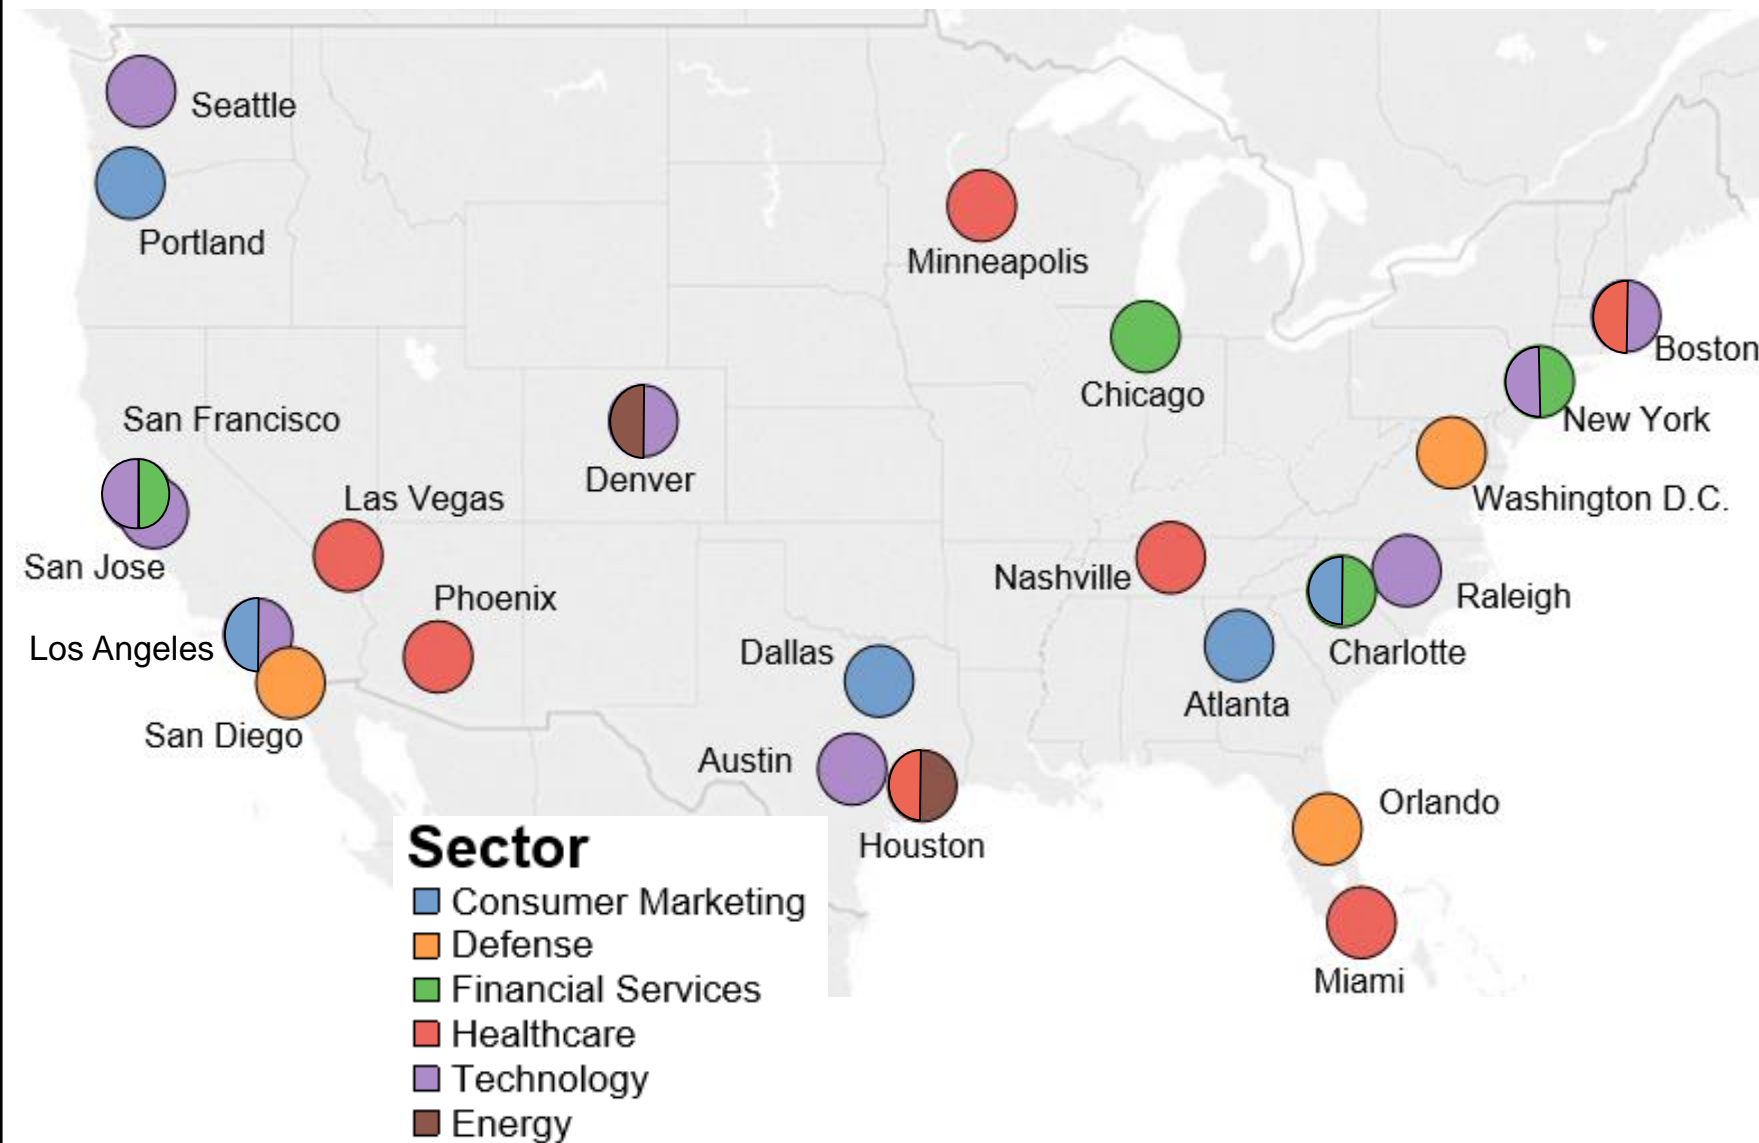 Seattle
Portland
Minneapolis
Boston
Chicago
New York
San Francisco
Denver
Las Vegas
Washington D.C.
San Jose
Nashville
Phoenix
Raleigh
Los Angeles
Dallas
Charlotte
Atlanta
San Diego
Austin
Orlando
Houston
Miami
Sector
Consumer Marketing
Defense
Financial Services
Healthcare
Technology
Energy